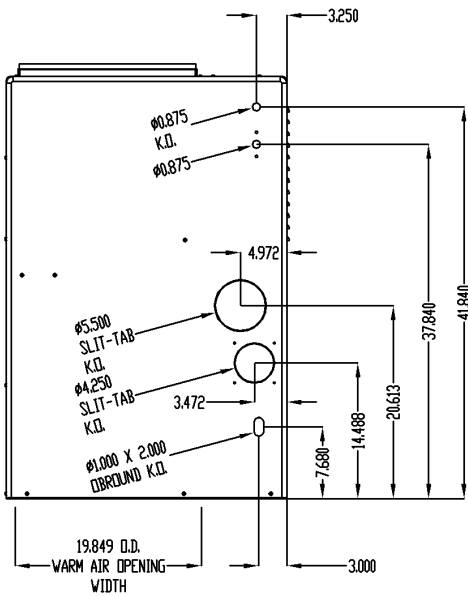 3.250
ø0.875
K.O.
ø0.875
4.972
41.840
37.840
ø5.500
SLIT-TAB
K.O.
ø4.250
SLIT-TAB
K.O.
20.613
3.472
14.488
7.680
ø1.000 X 2.000
OBROUND K.O.
19.849 O.D.
WARM AIR OPENING
WIDTH
3.000